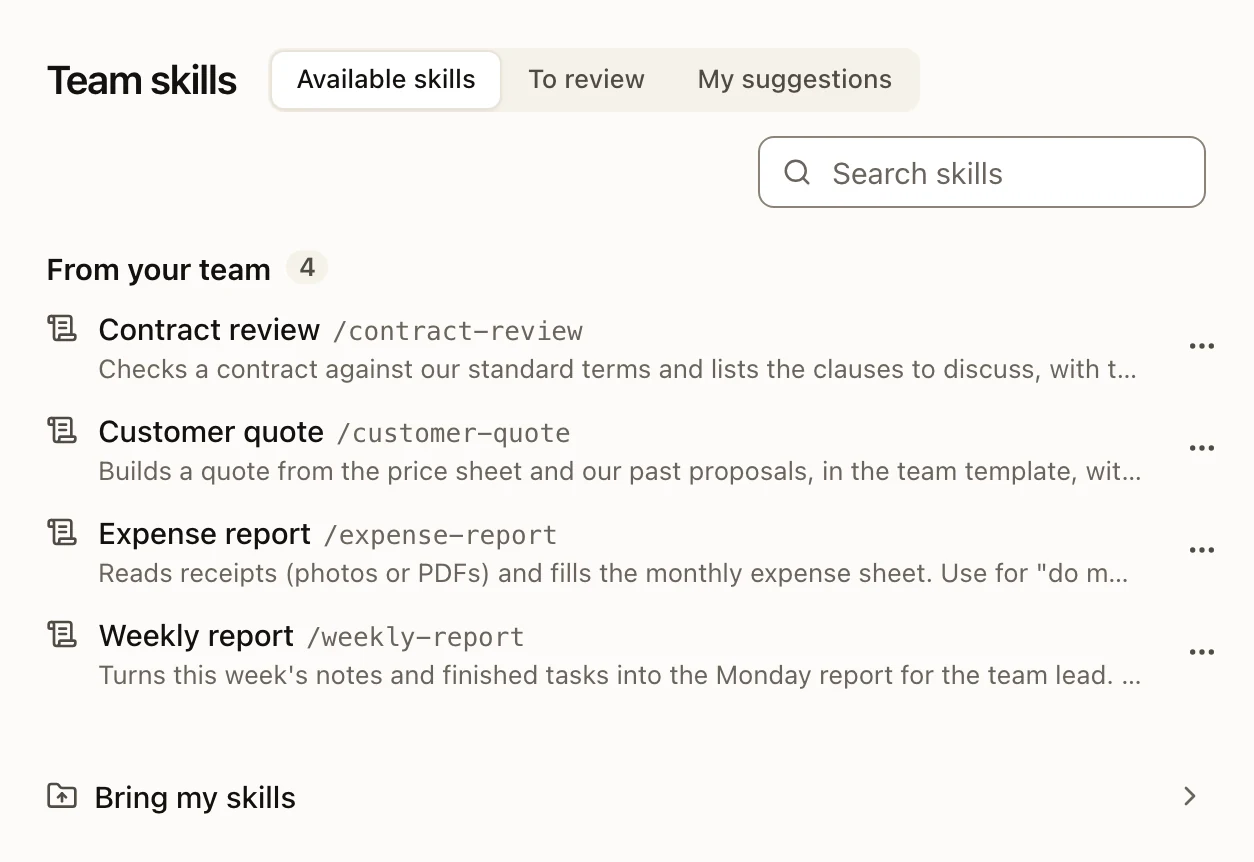 Team skills
Available skills
To review
My suggestions
Search skills
From your team 4
Contract review /contract-review
Checks a contract against our standard terms and lists the clauses to discuss, with t...
Customer quote /customer-quote
Builds a quote from the price sheet and our past proposals, in the team template, wit...
Expense report /expense-report
Reads receipts (photos or PDFs) and fills the monthly expense sheet. Use for "do m...
Weekly report /weekly-report
Turns this week's notes and finished tasks into the Monday report for the team lead. ...
Bring my skills